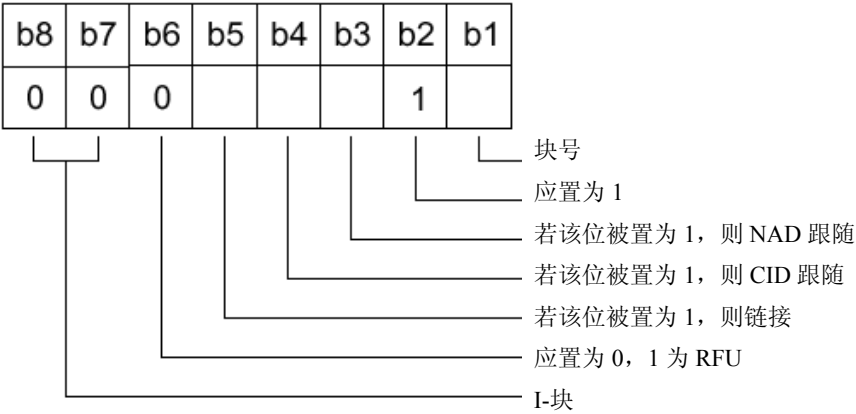 b8 b7 b6 b5 b4 b3 b2 b1
0 0 0 1
块号
应置为 1
若该位被置为 1，则 NAD 跟随
若该位被置为 1，则 CID 跟随
若该位被置为 1，则链接
应置为 0，1 为 RFU
I-块